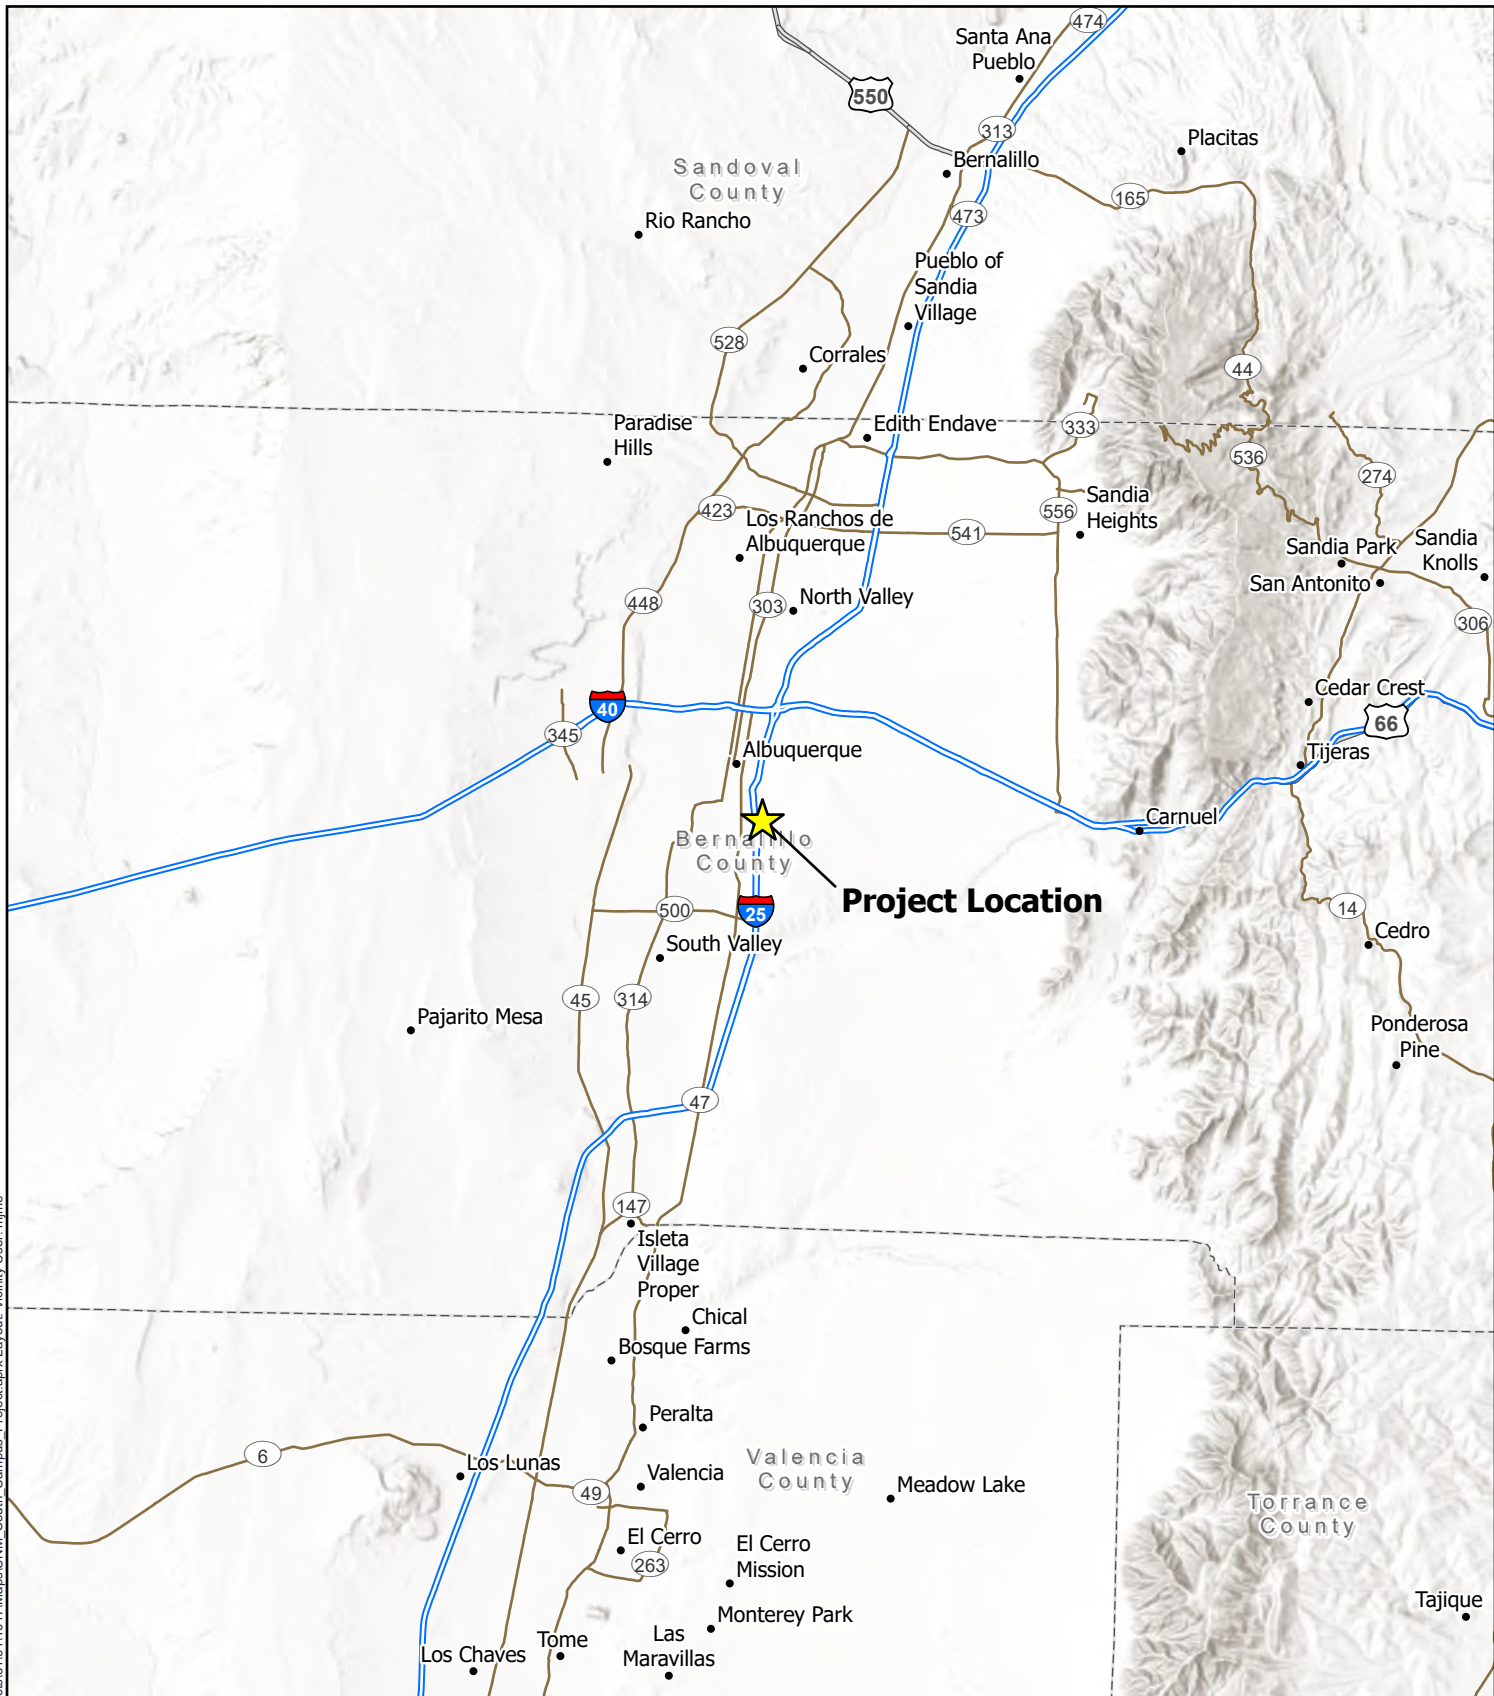 474
Santa Ana
Pueblo
550
313
Placitas
Bernalillo
Sandoval
County
165
Rio Rancho
473
Pueblo of
Sandia
Village
528
Corrales
44
Paradise
Hills
Edith Endave
333
536
274
Sandia
Heights
423
Los Ranchos de
Albuquerque
556
541
Sandia Park
Sandia
Knolls
San Antonito
448
303
North Valley
306
Cedar Crest
40
66
345
Albuquerque
Tijeras
Carnuel
Bernalillo
County
Project Location
500
25
14
Cedro
South Valley
45
314
Pajarito Mesa
Ponderosa
Pine
47
147
Isleta
Village
Proper
Chical
Bosque Farms
Peralta
6
Los Lunas
Valencia
Valencia
County
49
Meadow Lake
Torrance
County
El Cerro
263
El Cerro
Mission
Tajique
Monterey Park
Tome
Las
Maravillas
Los Chaves